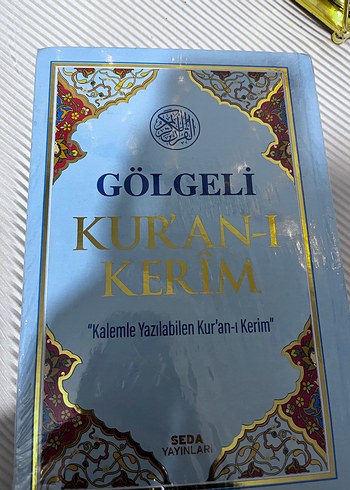 القرآن الكريم
GÖLGELİ
KUR'AN-I
KERİM
"Kalemle Yazılabilen Kur'an-ı Kerim"
SEDA
YAYINLARI